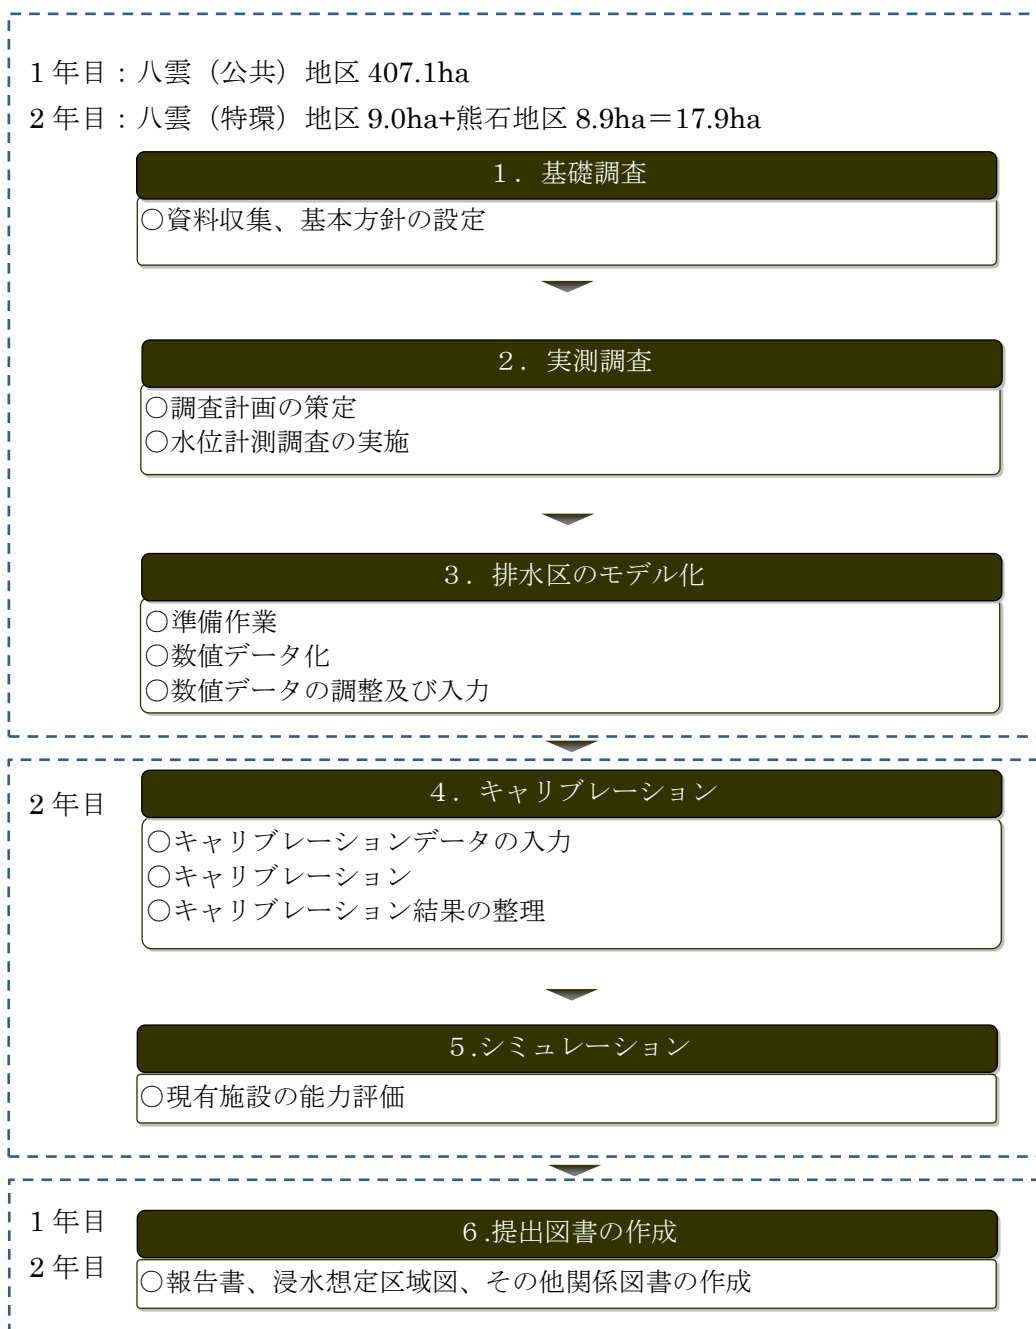 1年目：八雲（公共）地区 407.1ha
2年目：八雲（特環）地区 9.0ha+熊石地区 8.9ha＝17.9ha
１．基礎調査
○資料収集、基本方針の設定
２．実測調査
○調査計画の策定
○水位計測調査の実施
３．排水区のモデル化
○準備作業
○数値データ化
○数値データの調整及び入力
2年目
４．キャリブレーション
○キャリブレーションデータの入力
○キャリブレーション
○キャリブレーション結果の整理
５.シミュレーション
○現有施設の能力評価
1年目
2年目
６.提出図書の作成
○報告書、浸水想定区域図、その他関係図書の作成